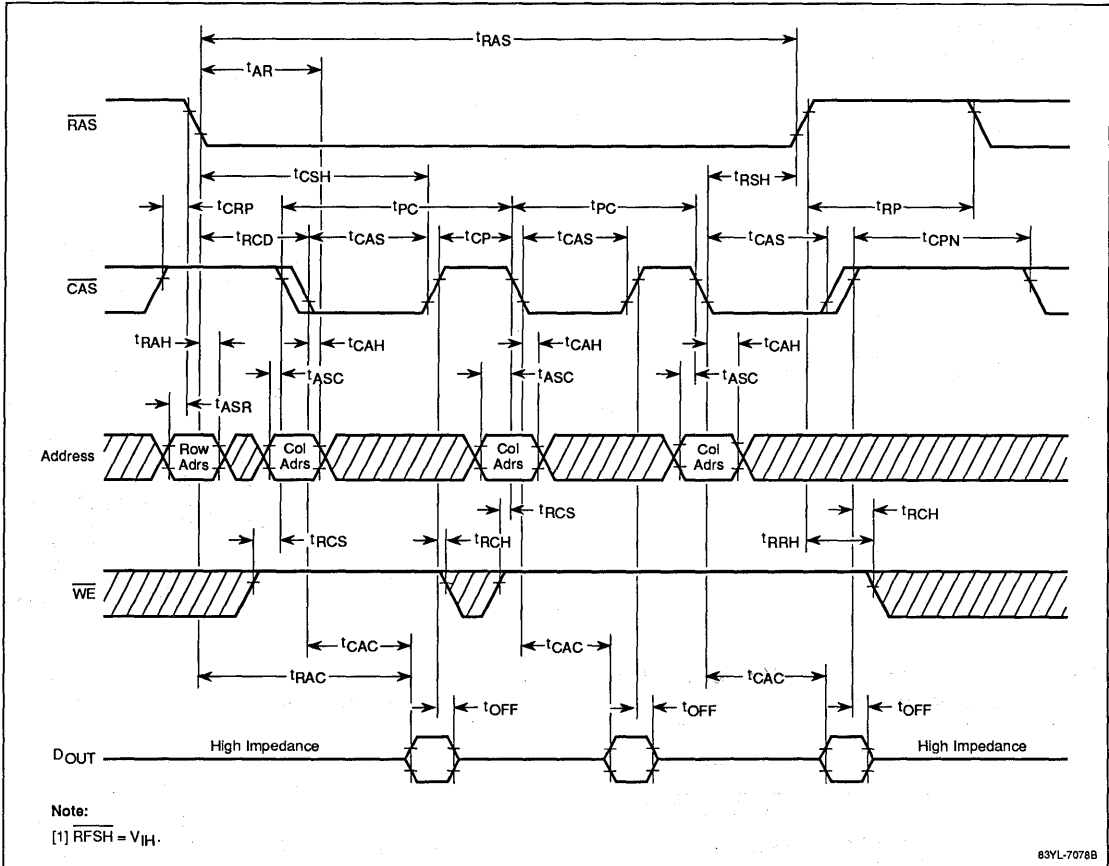 tRAS
tAR
RAS
tCSH
tRSH
tCRP
tPC
tPC
tRP
tRCD
tCAS
tCP
tCAS
tCAS
tCPN
CAS
tRAH
tCAH
tCAH
tCAH
tASC
tASC
tASC
tASR
Address
Row Adrs
Col Adrs
Col Adrs
Col Adrs
tRCS
tRCH
tRCS
tRCH
tRRH
WE
tCAC
tCAC
tRAC
tCAC
tOFF
tOFF
tOFF
High Impedance
High Impedance
DOUT
Note:
[1] RFSH = VIH.
83YL-7078B